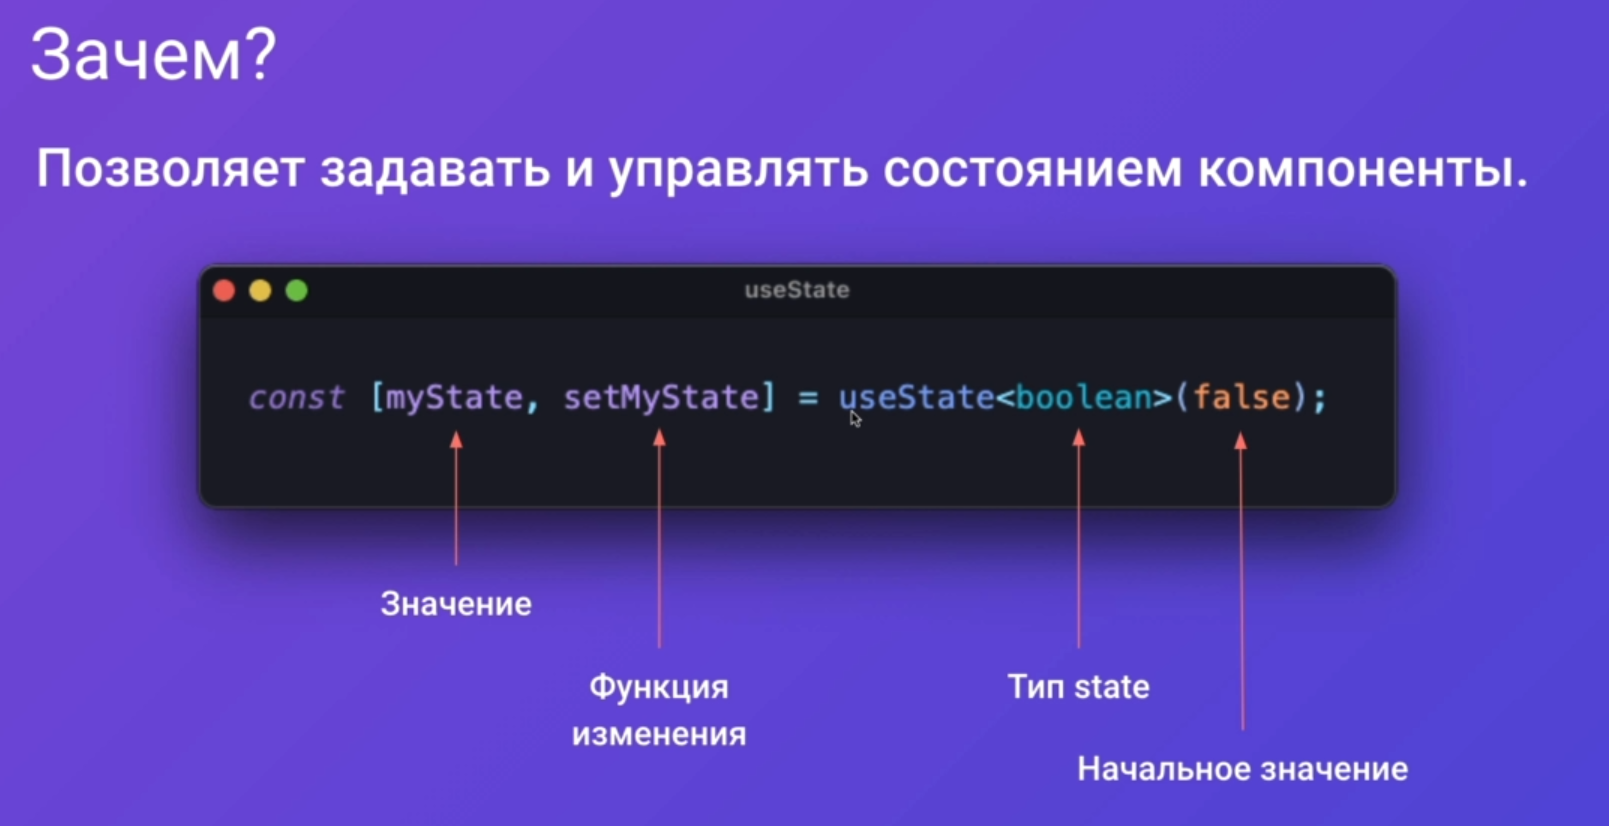 Зачем?
Позволяет задавать и управлять состоянием компоненты.
useState
const [myState, setMyState] = useState<boolean>(false);
Значение
Функция
изменения
Тип state
Начальное значение